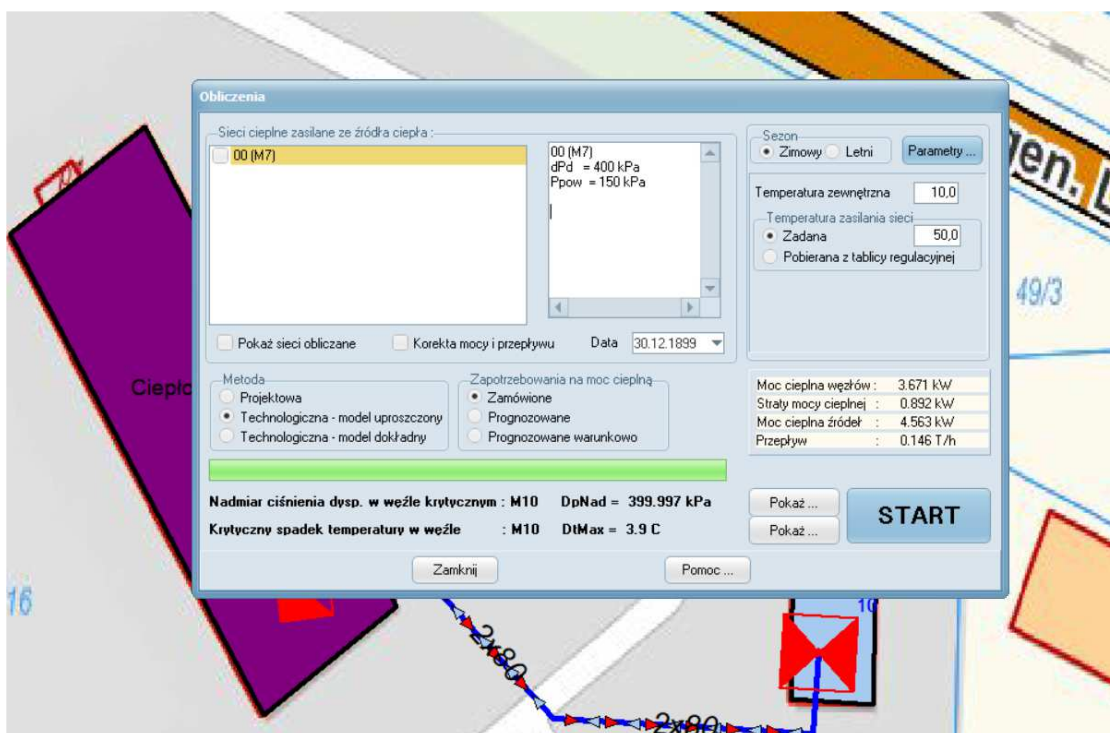 Obliczenia
Sieci cieplne zasilane ze źródła ciepła :
00 (M7)
00 (M7)
dPd = 400 kPa
Ppow = 150 kPa
Pokaż sieci obliczane
Korekta mocy i przepływu
Data 30.12.1899
Sezon
Zimowy
Letni
Parametry ...
Temperatura zewnętrzna 10,0
Temperatura zasilania sieci
Zadana 50,0
Pobierana z tablicy regulacyjnej
Metoda
Projektowa
Technologiczna - model uproszczony
Technologiczna - model dokładny
Zapotrzebowania na moc cieplną
Zamówione
Prognozowane
Prognozowane warunkowo
Moc cieplna węzłów : 3.671 kW
Straty mocy cieplnej : 0.892 kW
Moc cieplna źródeł : 4.563 kW
Przepływ : 0.146 T/h
Nadmiar ciśnienia dysp. w węźle krytycznym : M10 DpNad = 399.997 kPa
Krytyczny spadek temperatury w węźle : M10 DtMax = 3.9 C
Pokaż ...
Pokaż ...
START
Zamknij
Pomoc ...
gen.
49/3
Ciepło
16
10
2x80
2x80